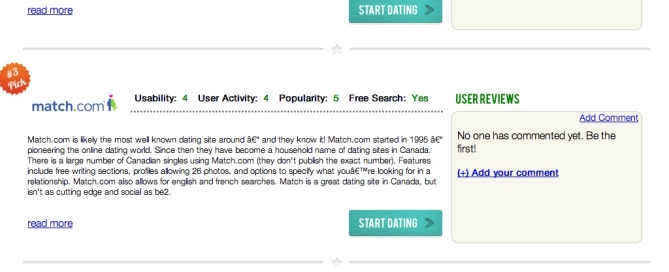 read more
START DATING
#3
Pick
match.com
Usability: 4 User Activity: 4 Popularity: 5 Free Search: Yes
Match.com is likely the most well known dating site around â€“ and they know it! Match.com started in 1995 â€“
pioneering the online dating world. Since then they have become a household name of dating sites in Canada.
There is a large number of Canadian singles using Match.com (they don't publish the exact number). Features
include free writing sections, profiles allowing 26 photos, and options to specify what youâ€™re looking for in a
relationship. Match.com also allows for english and french searches. Match is a great dating site in Canada, but
isn't as cutting edge and social as be2.
read more
START DATING
USER REVIEWS
Add Comment
No one has commented yet. Be the
first!
(+) Add your comment